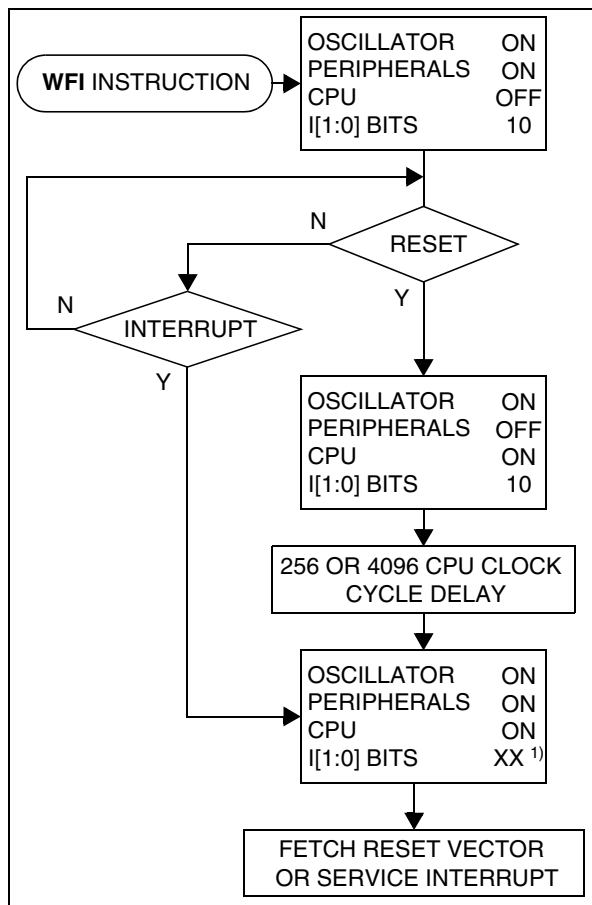 WFI INSTRUCTION
OSCILLATOR ON
PERIPHERALS ON
CPU OFF
I[1:0] BITS 10
N
RESET
N
Y
INTERRUPT
Y
OSCILLATOR ON
PERIPHERALS OFF
CPU ON
I[1:0] BITS 10
256 OR 4096 CPU CLOCK
CYCLE DELAY
OSCILLATOR ON
PERIPHERALS ON
CPU ON
I[1:0] BITS XX 1)
FETCH RESET VECTOR
OR SERVICE INTERRUPT